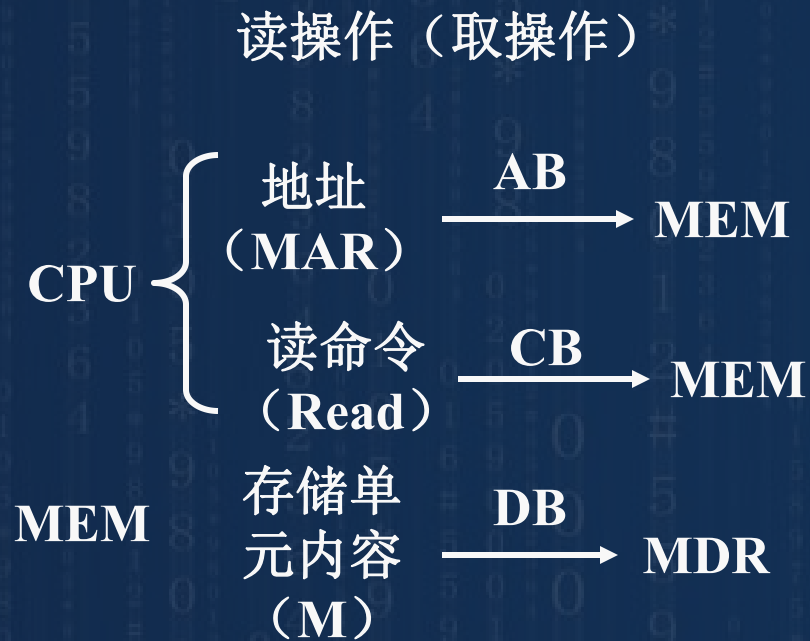 读操作（取操作）
地址
（MAR）
AB
MEM
CPU
读命令
（Read）
CB
MEM
MEM
存储单
元内容
（M）
DB
MDR